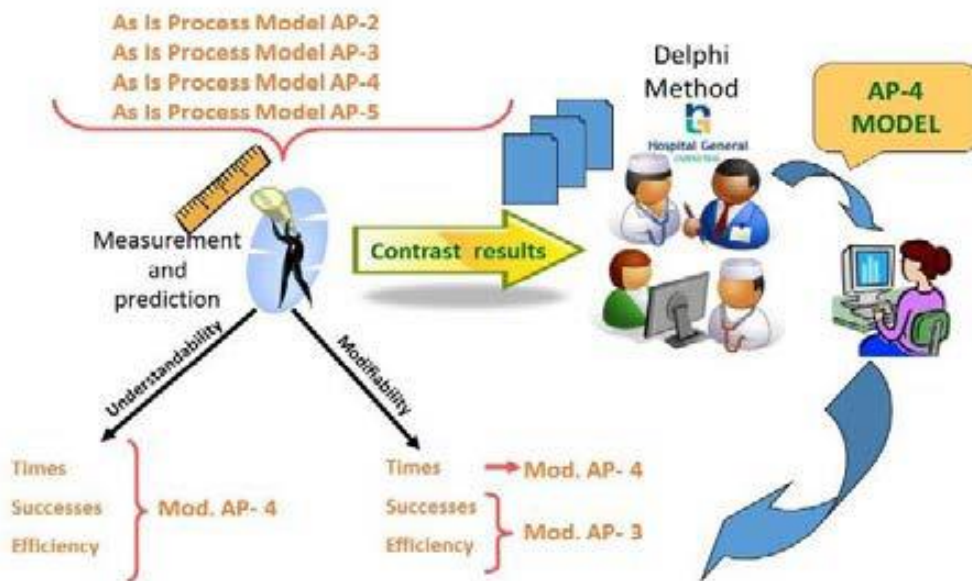 As Is Process Model AP-2
As Is Process Model AP-3
As Is Process Model AP-4
As Is Process Model AP-5
Measurement
and
prediction
Contrast results
Delphi
Method
Hospital General
AP-4
MODEL
Understandability
Modifiability
Times
Successes
Efficiency
Mod. AP- 4
Times
Successes
Efficiency
Mod. AP- 4
Mod. AP- 3